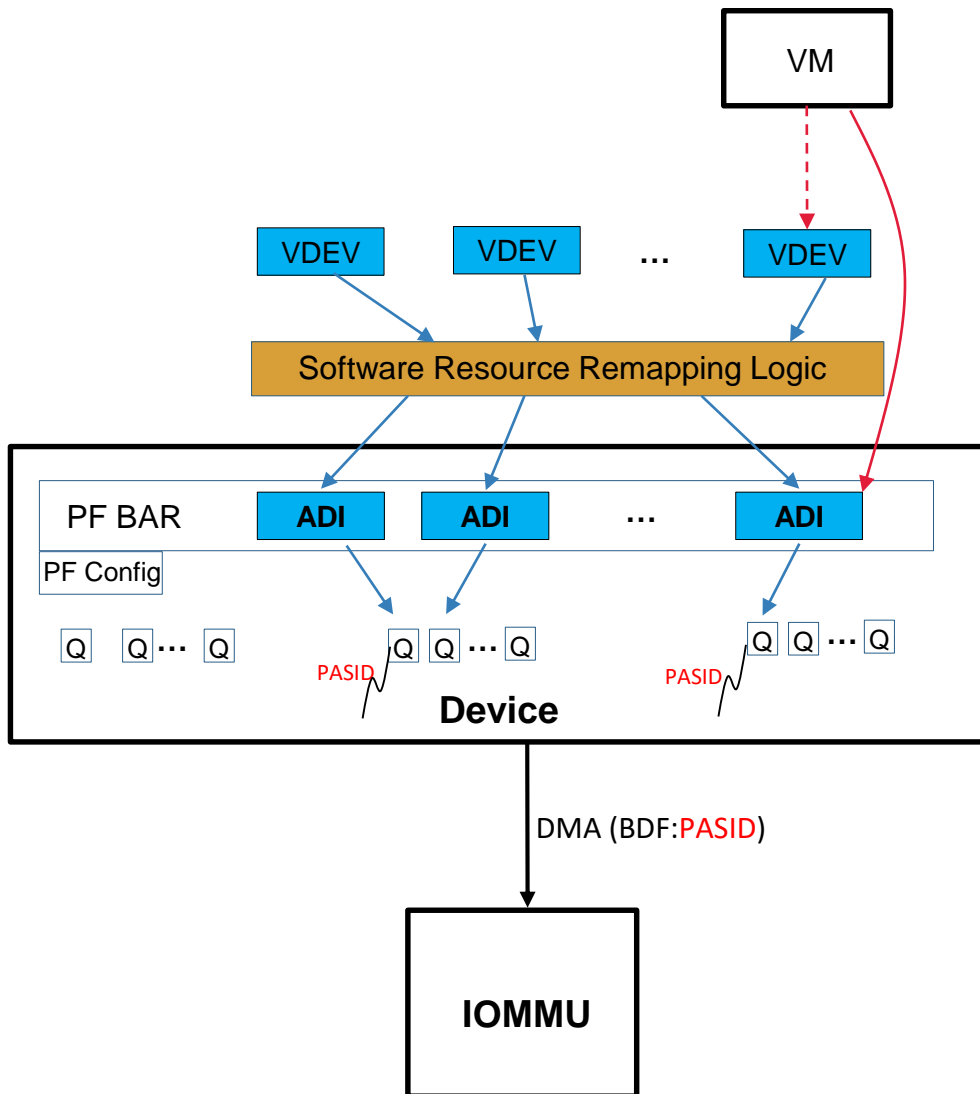 VM
VDEV
VDEV
...
VDEV
Software Resource Remapping Logic
PF BAR
ADI
ADI
...
ADI
PF Config
Q
Q
...
Q
Q
Q
...
Q
Q
Q
...
Q
PASID
PASID
Device
DMA (BDF:PASID)
IOMMU